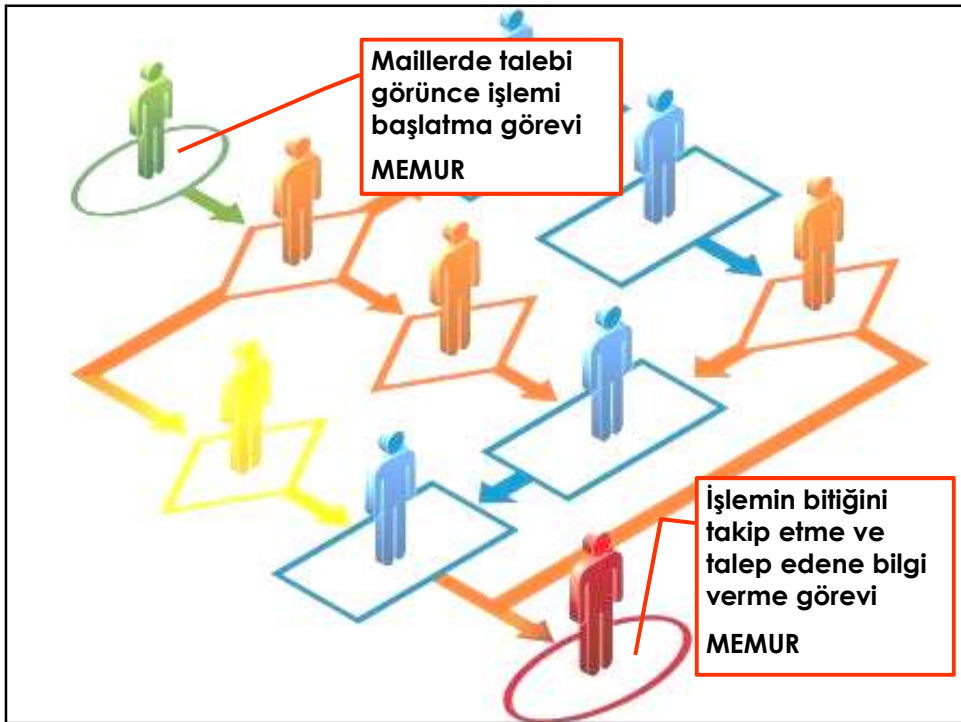 Maillerde talebi
görünce işlemi
başlatma görevi
MEMUR
İşlemin bitiğini
takip etme ve
talep edene bilgi
verme görevi
MEMUR